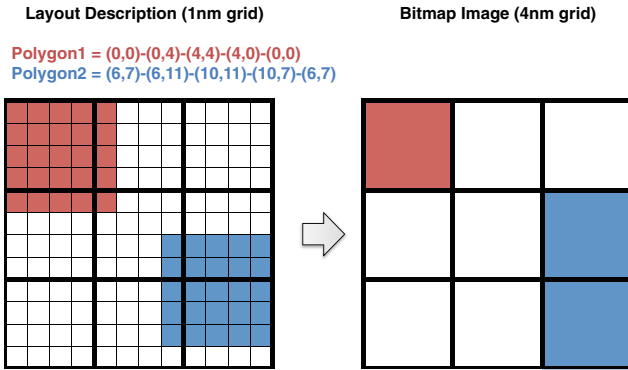 Layout Description (1nm grid)
Bitmap Image (4nm grid)
Polygon1 = (0,0)-(0,4)-(4,4)-(4,0)-(0,0)
Polygon2 = (6,7)-(6,11)-(10,11)-(10,7)-(6,7)